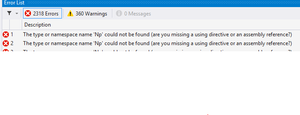 Error List
2318 Errors 360 Warnings 0 Messages
Description
1 The type or namespace name 'Np' could not be found (are you missing a using directive or an assembly reference?)
2 The type or namespace name 'Np' could not be found (are you missing a using directive or an assembly reference?)